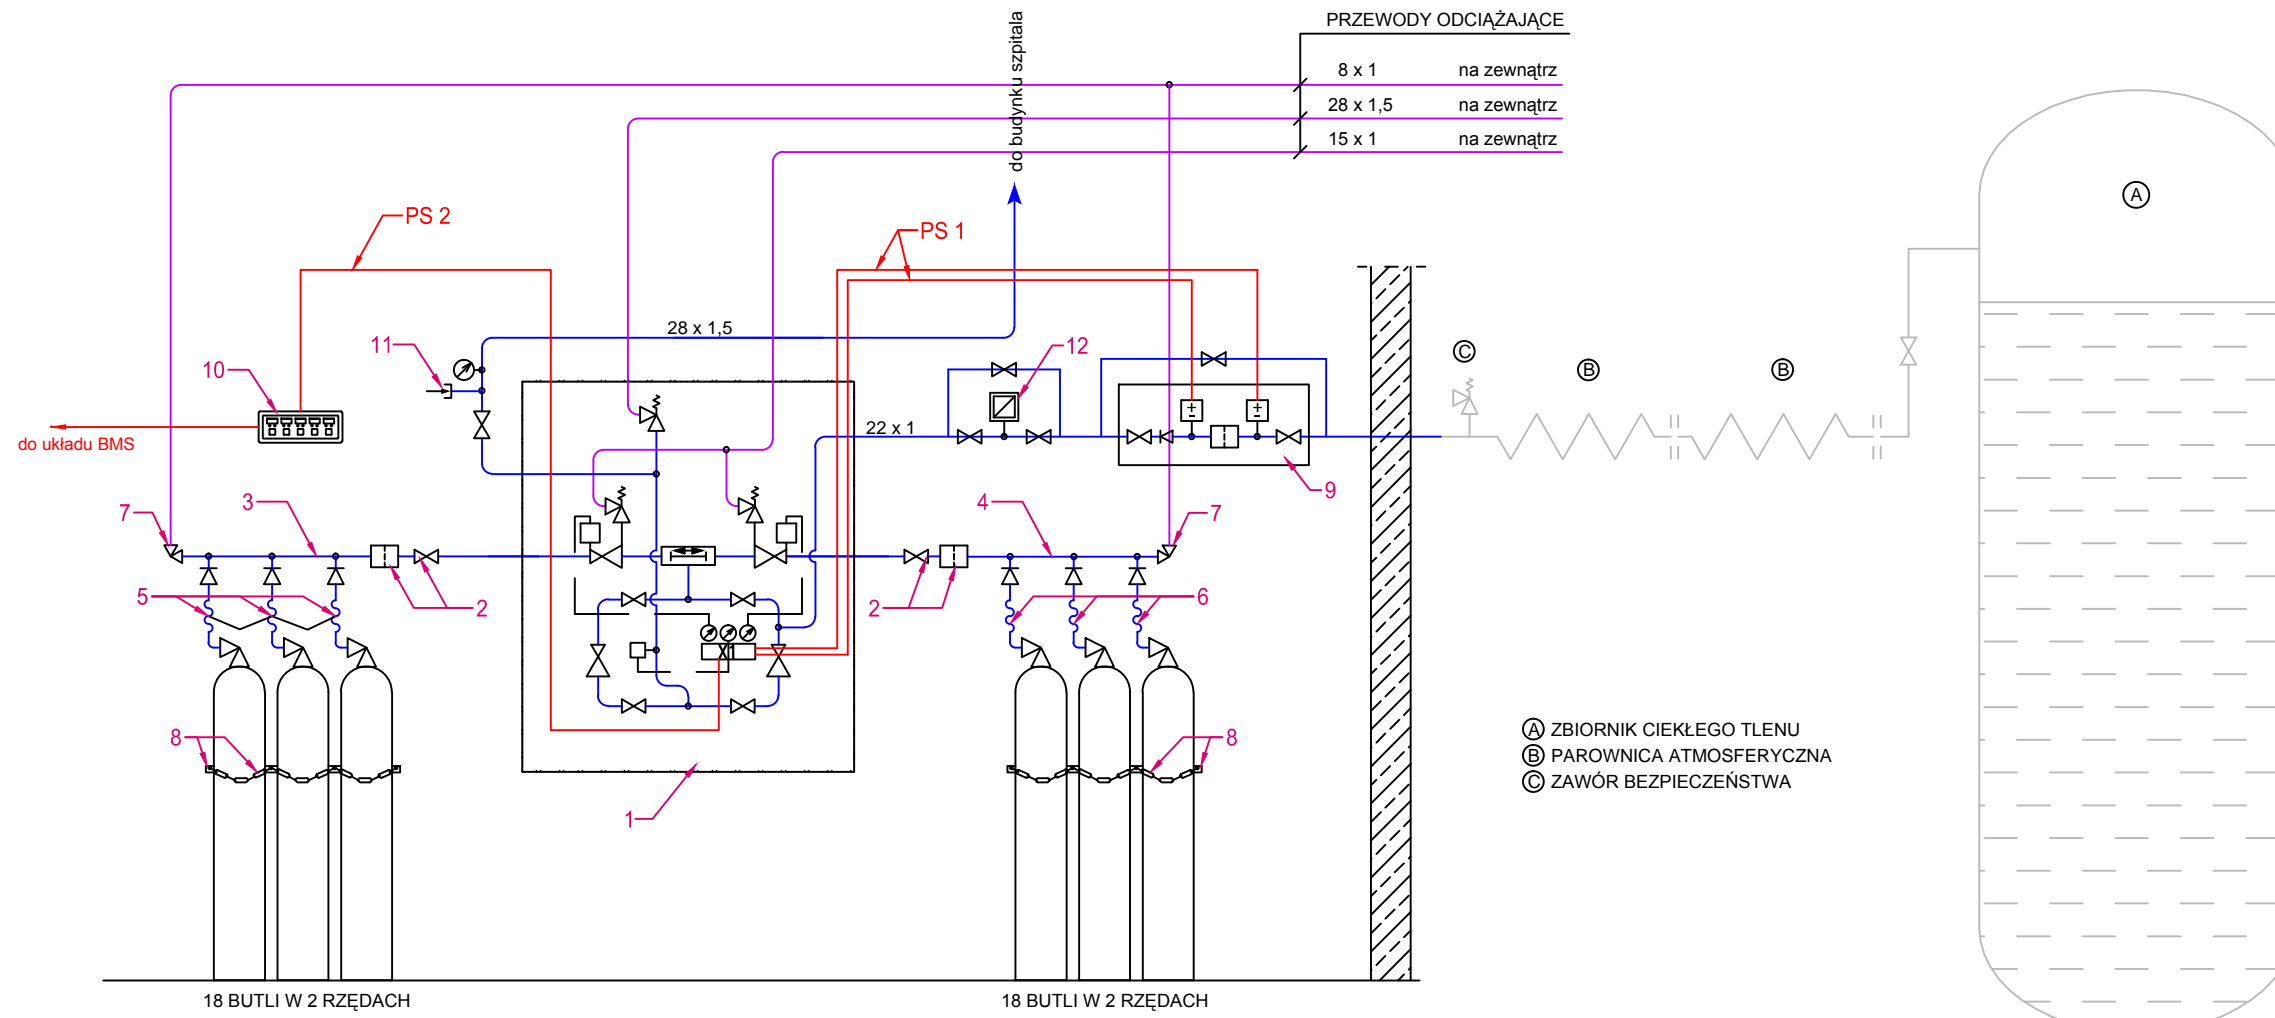 PRZEWODY ODCIĄŻAJĄCE
8 x 1 na zewnątrz
28 x 1,5 na zewnątrz
15 x 1 na zewnątrz
do budynku szpitala
A
PS 2
PS 1
28 x 1,5
11
12
10
C
B
B
22 x 1
do układu BMS
9
3
4
7
7
5
2
2
6
1
8
8
1
A ZBIORNIK CIEKŁEGO TLENU
B PAROWNICA ATMOSFERYCZNA
C ZAWÓR BEZPIECZEŃSTWA
18 BUTLI W 2 RZĘDACH
18 BUTLI W 2 RZĘDACH